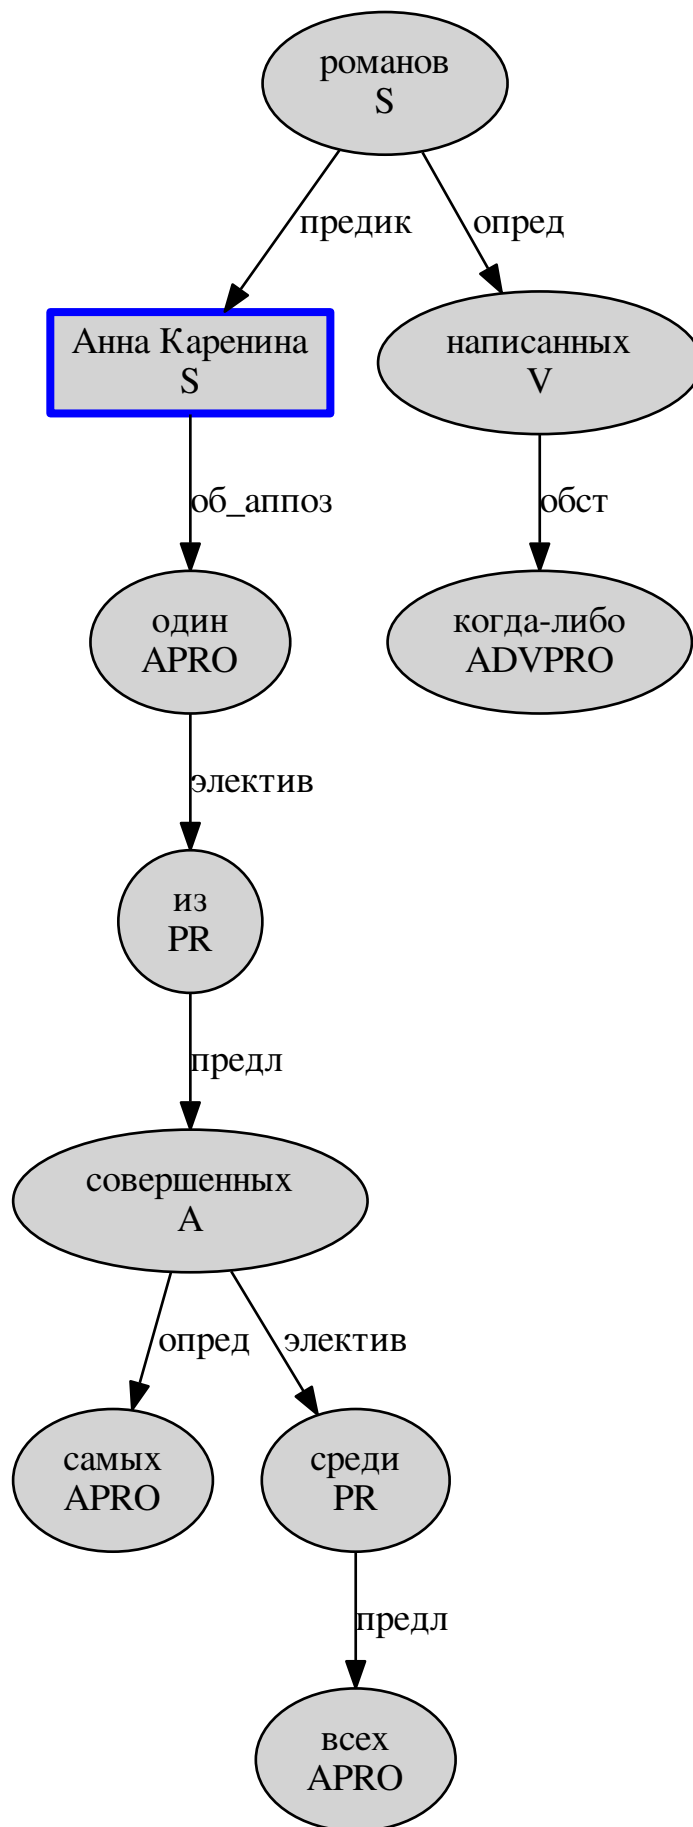 романов
S
предик
опред
Анна Каренина
S
написанных
V
об_аппоз
обст
один
APRO
когда-либо
ADVPRO
электив
из
PR
предл
совершенных
A
опред
электив
самых
APRO
среди
PR
предл
всех
APRO